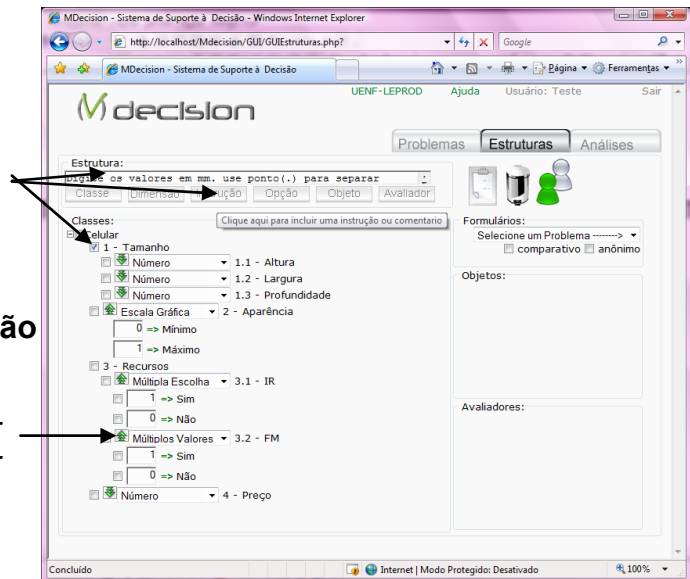 MDecision - Sistema de Suporte à Decisão - Windows Internet Explorer
http://localhost/Mdecision/GUI/GUIEstruturas.php?
Google
MDecision - Sistema de Suporte à Decisão
Página
Ferramentas
decision
UENF-LEPROD Ajuda Usuário: Teste Sair
Problemas Estruturas Análises
Estrutura:
Digite os valores em mm. use ponto(.) para separar
Classe Dimensão Instrução Opção Objeto Avaliador
Clique aqui para incluir uma instrução ou comentario
Classes:
Celular
1 - Tamanho
Número 1.1 - Altura
Número 1.2 - Largura
Número 1.3 - Profundidade
Escala Gráfica 2 - Aparência
0 => Mínimo
1 => Máximo
3 - Recursos
Múltipla Escolha 3.1 - IR
1 => Sim
0 => Não
Múltiplos Valores 3.2 - FM
1 => Sim
0 => Não
Número 4 - Preço
Formulários:
Selecione um Problema -------->
comparativo anônimo
Objetos:
Avaliadores:
ão
Concluído
Internet | Modo Protegido: Desativado
100%